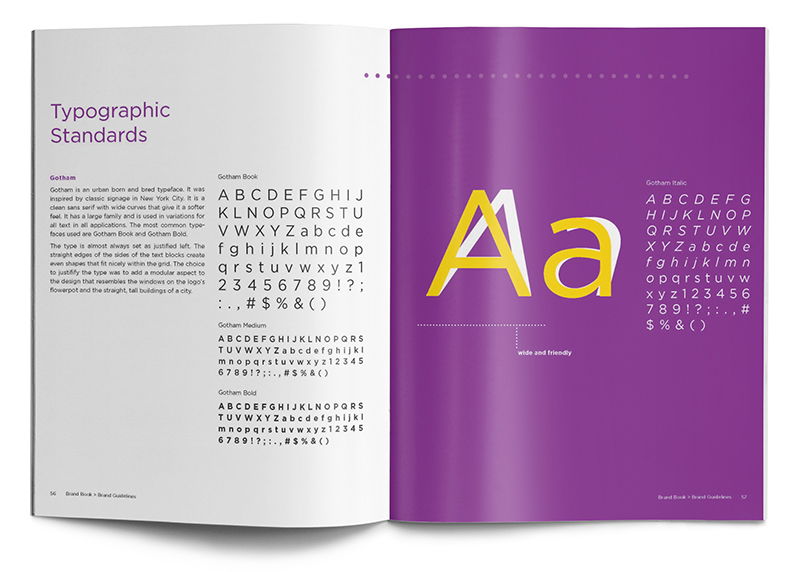 Typographic
Standards
Gotham
Gotham is an urban born and bred typeface. It was
inspired by classic signage in New York City. It is a
clean sans serif with wide curves that give it a softer
feel. It has a large family and is used in variations for
all text in all applications. The most common type-
faces used are Gotham Book and Gotham Bold.
The type is almost always set as justified left. The
straight edges of the sides of the text blocks create
even shapes that fit nicely within the grid. The choice
to justifify the type was to add a modular aspect to
the design that resembles the windows on the logo's
flowerpot and the straight, tall buildings of a city.
Gotham Book
A B C D E F G H I J
K L N O P Q R S T U
V W X Y Z a b c d e
f g h i j k l m n o p
q r s t u v w x y z 1
2 3 4 5 6 7 8 9 ! ? ;
: . , # $ % & ( )
Gotham Medium
A B C D E F G H I J K L N O P Q R S
T U V W X Y Z a b c d e f g h i j k l
m n o p q r s t u v w x y z 1 2 3 4 5
6 7 8 9 ! ? ; : . , # $ % & ( )
Gotham Bold
A B C D E F G H I J K L N O P Q R S
T U V W X Y Z a b c d e f g h i j k l
m n o p q r s t u v w x y z 1 2 3 4 5
6 7 8 9 ! ? ; : . , # $ % & ( )
56 Brand Book > Brand Guidelines
Aa
wide and friendly
Gotham Italic
A B C D E F G
H I J K L N O P
Q R S T U V W
X Y Z a b c d e
f g h i j k l m n
o p q r s t u v w
x y z 1 2 3 4 5 6
7 8 9 ! ? ; : . , #
$ % & ( )
Brand Book > Brand Guidelines 57